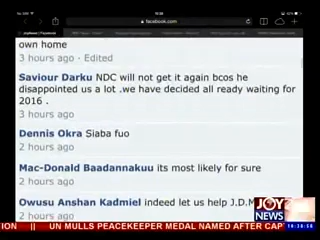 facebook.com
own home
3 hours ago · Edited
Saviour Darku NDC will not get it again bcos he
disappointed us a lot .we have decided all ready waiting for
2016 .
3 hours ago
Dennis Okra Siaba fuo
2 hours ago
Mac-Donald Baadannakuu its most likely for sure
2 hours ago
Owusu Anshan Kadmiel indeed let us help J.D.M
2 hours ago
JOY
NEWS
ION || UN MULLS PEACEKEEPER MEDAL NAMED AFTER CAP